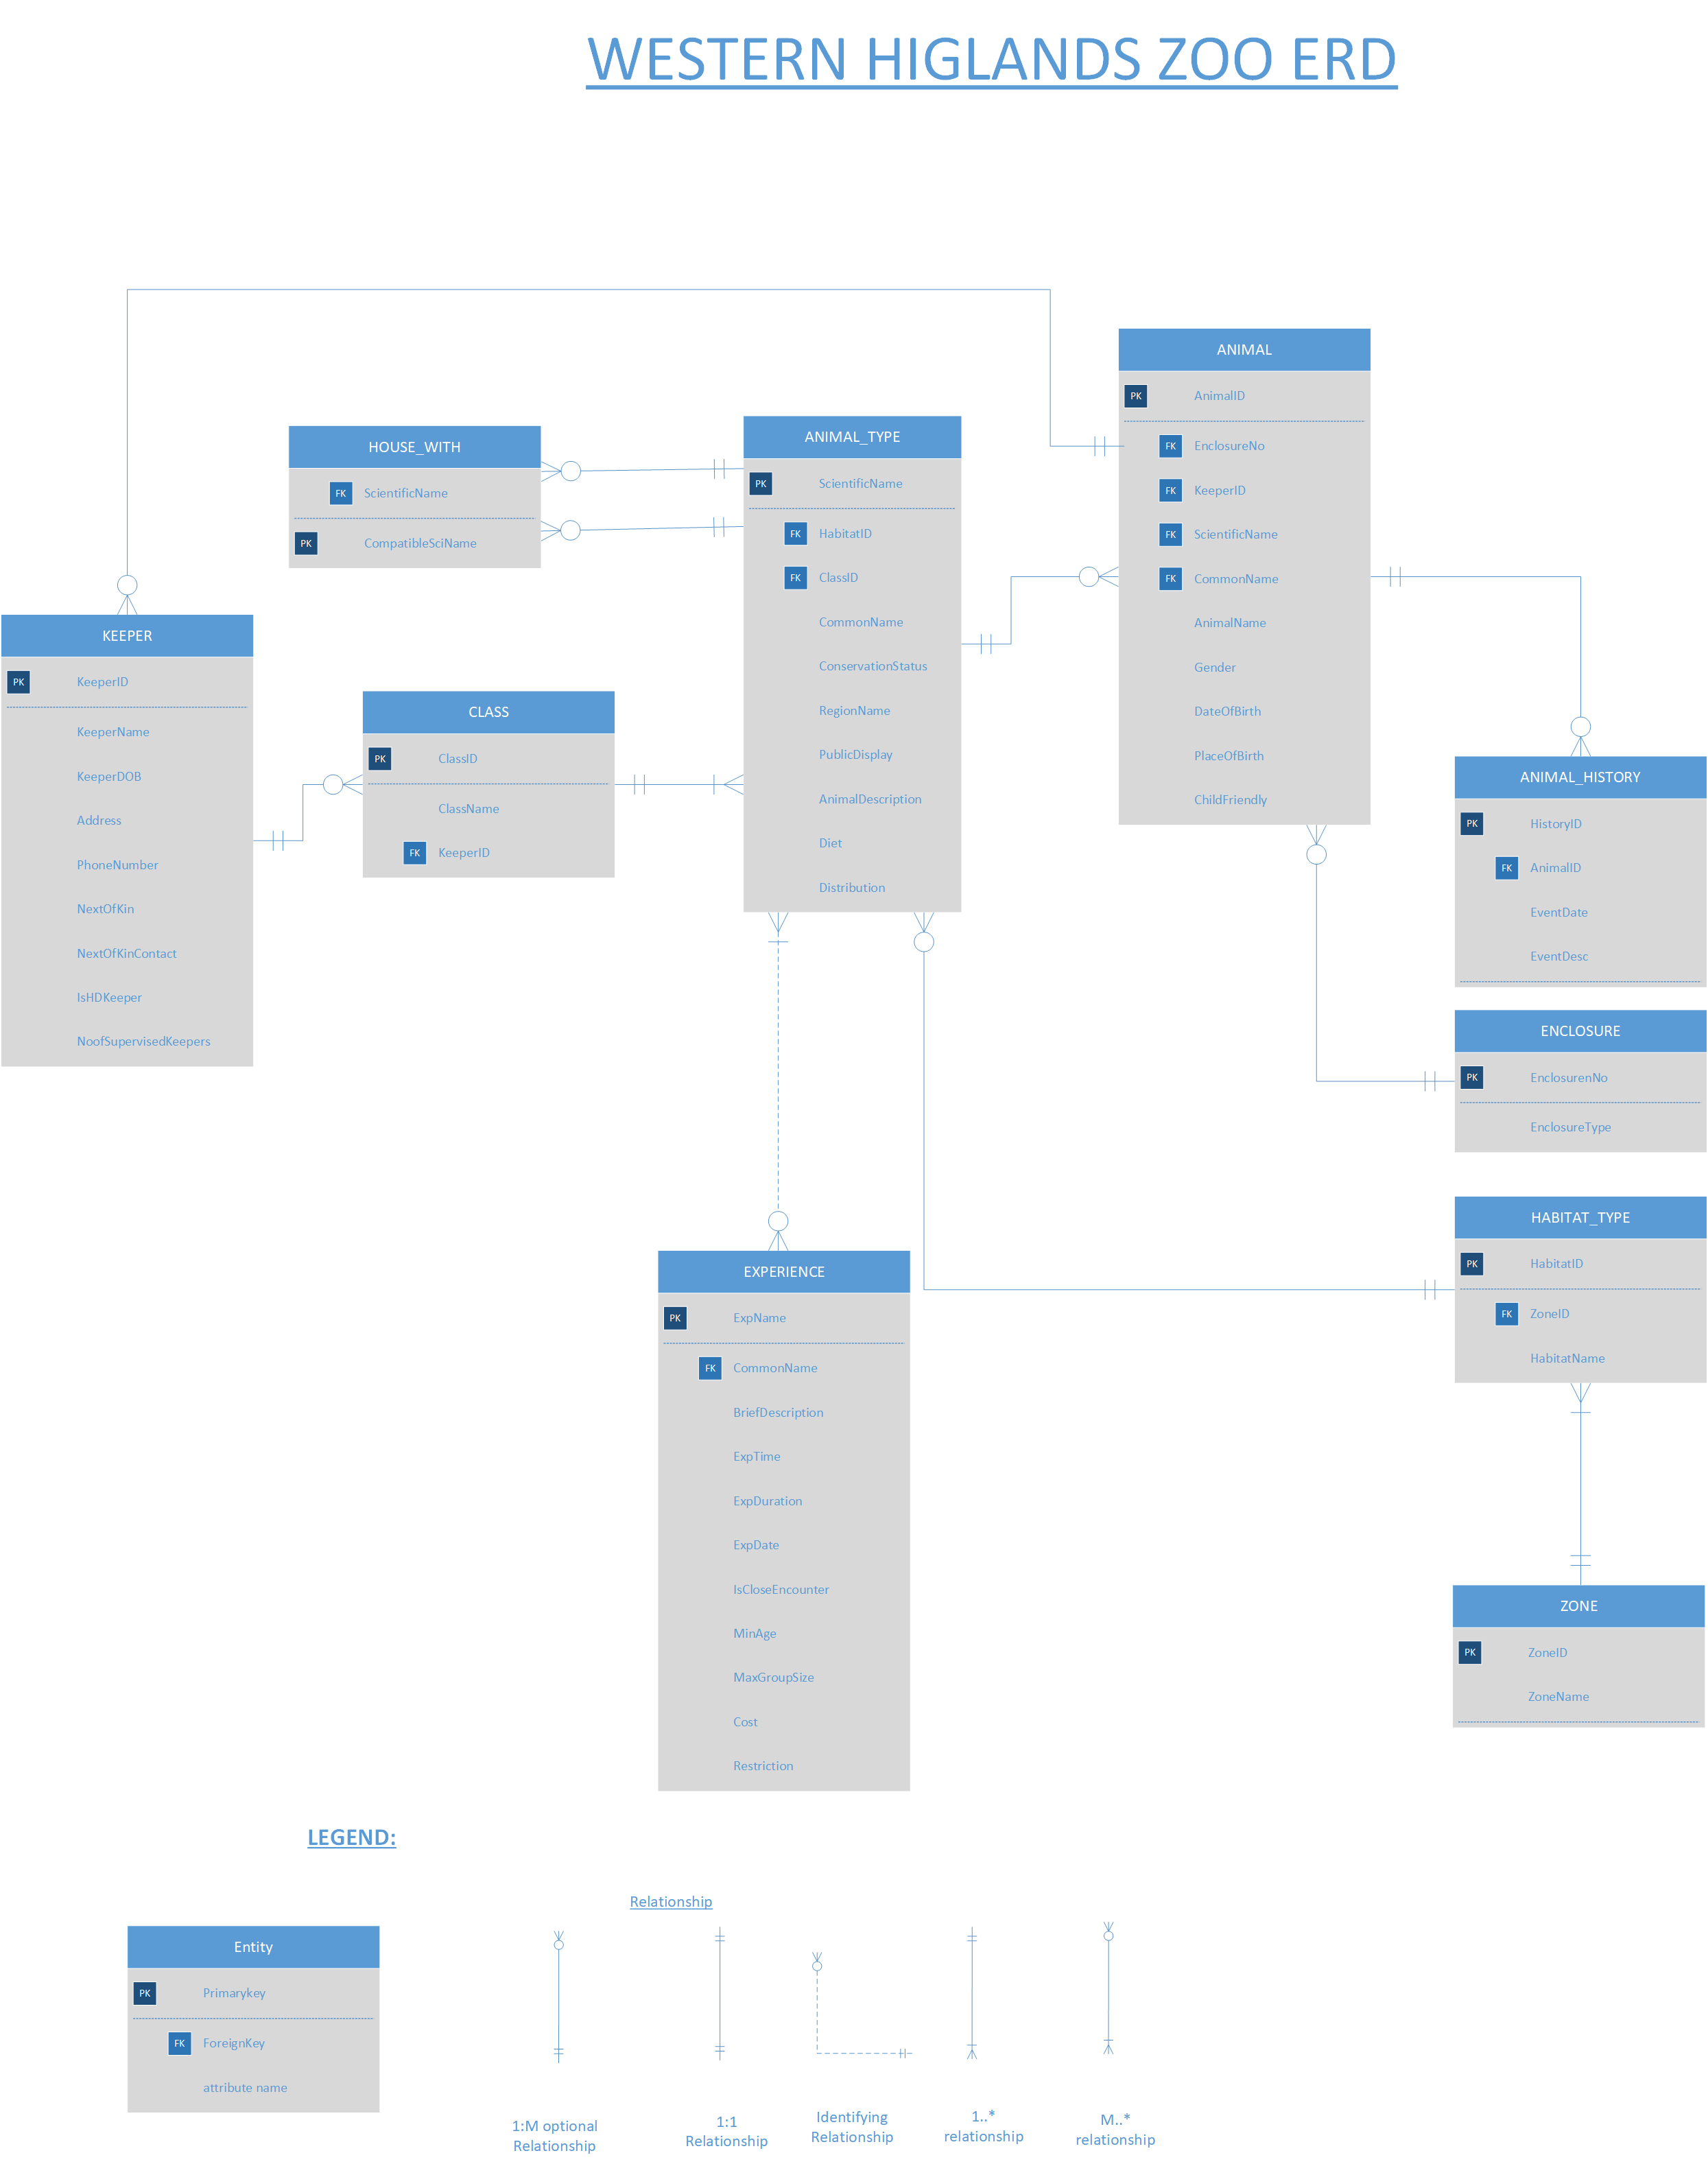 WESTERN HIGLANDS ZOO ERD
ANIMAL
PK AnimalID
FK EnclosureNo
FK KeeperID
FK ScientificName
FK CommonName
AnimalName
Gender
DateOfBirth
PlaceOfBirth
ChildFriendly
HOUSE_WITH
FK ScientificName
PK CompatibleSciName
ANIMAL_TYPE
PK ScientificName
FK HabitatID
FK ClassID
CommonName
ConservationStatus
RegionName
PublicDisplay
AnimalDescription
Diet
Distribution
KEEPER
PK KeeperID
KeeperName
KeeperDOB
Address
PhoneNumber
NextOfKin
NextOfKinContact
IsHDKeeper
NoofSupervisedKeepers
CLASS
PK ClassID
ClassName
FK KeeperID
ANIMAL_HISTORY
PK HistoryID
FK AnimalID
EventDate
EventDesc
ENCLOSURE
PK EnclosurenNo
EnclosureType
HABITAT_TYPE
PK HabitatID
FK ZoneID
HabitatName
EXPERIENCE
PK ExpName
FK CommonName
BriefDescription
ExpTime
ExpDuration
ExpDate
IsCloseEncounter
MinAge
MaxGroupSize
Cost
Restriction
ZONE
PK ZoneID
ZoneName
LEGEND:
Relationship
Entity
PK Primarykey
FK ForeignKey
attribute name
1:M optional
Relationship
1:1
Relationship
Identifying
Relationship
1..*
relationship
M..*
relationship